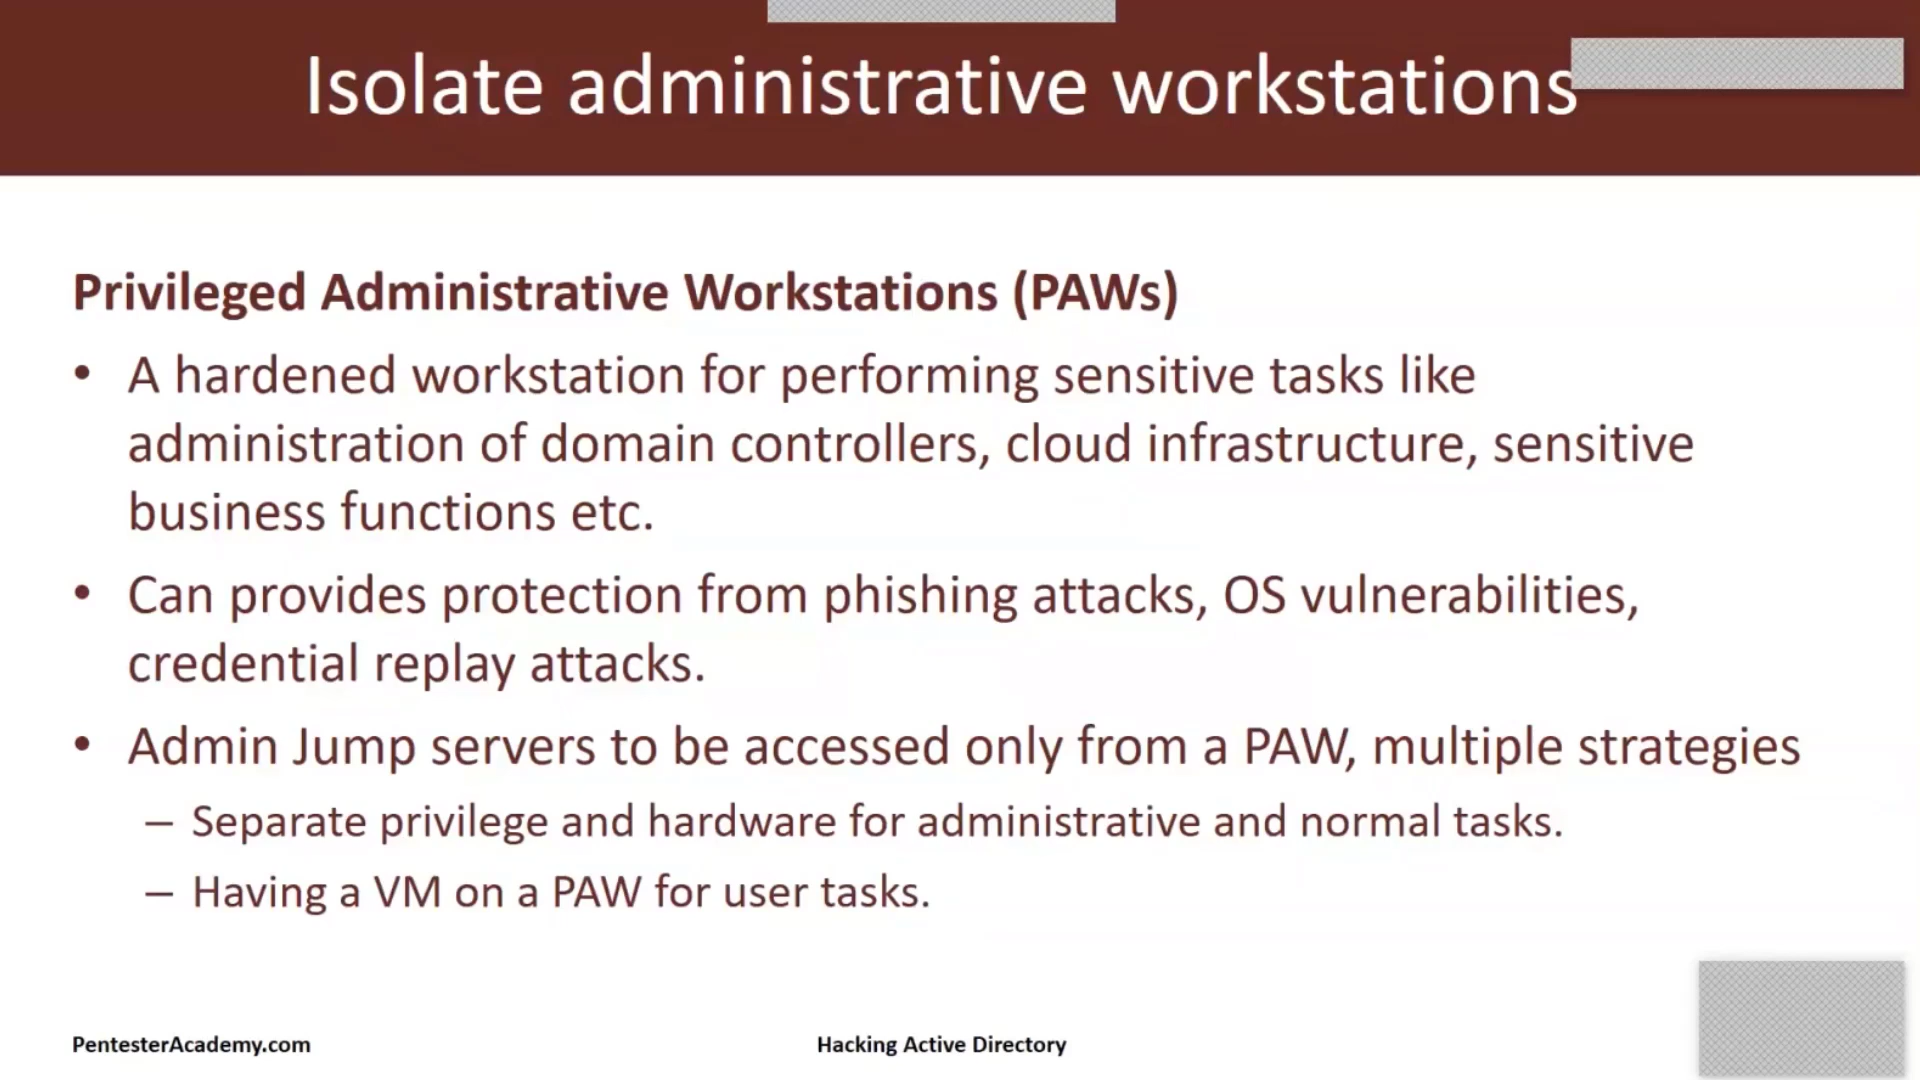 Isolate administrative workstations
Privileged Administrative Workstations (PAWs)
• A hardened workstation for performing sensitive tasks like
administration of domain controllers, cloud infrastructure, sensitive
business functions etc.
• Can provides protection from phishing attacks, OS vulnerabilities,
credential replay attacks.
• Admin Jump servers to be accessed only from a PAW, multiple strategies
– Separate privilege and hardware for administrative and normal tasks.
– Having a VM on a PAW for user tasks.
PentesterAcademy.com
Hacking Active Directory